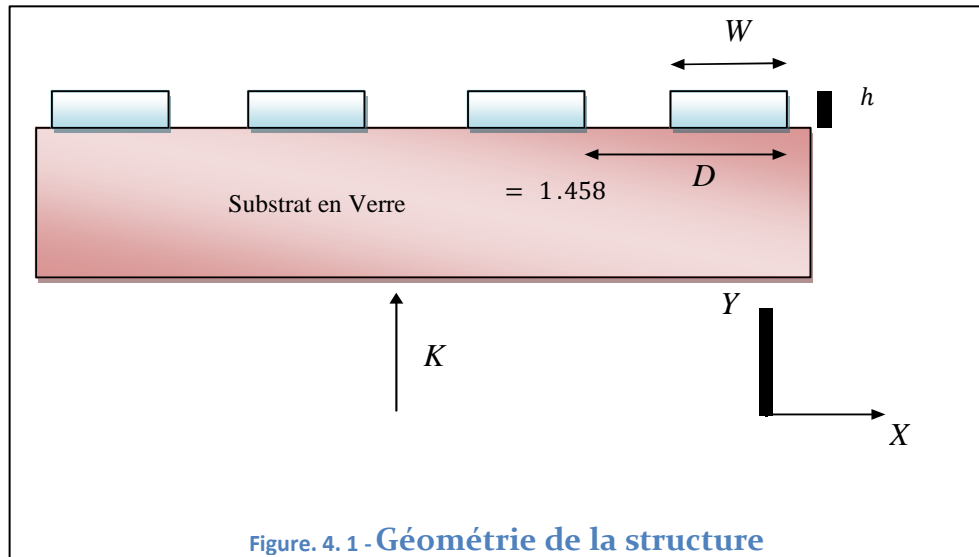 W
h
D
Substrat en Verre = 1.458
Y
K
X
Figure. 4. 1 - Géométrie de la structure